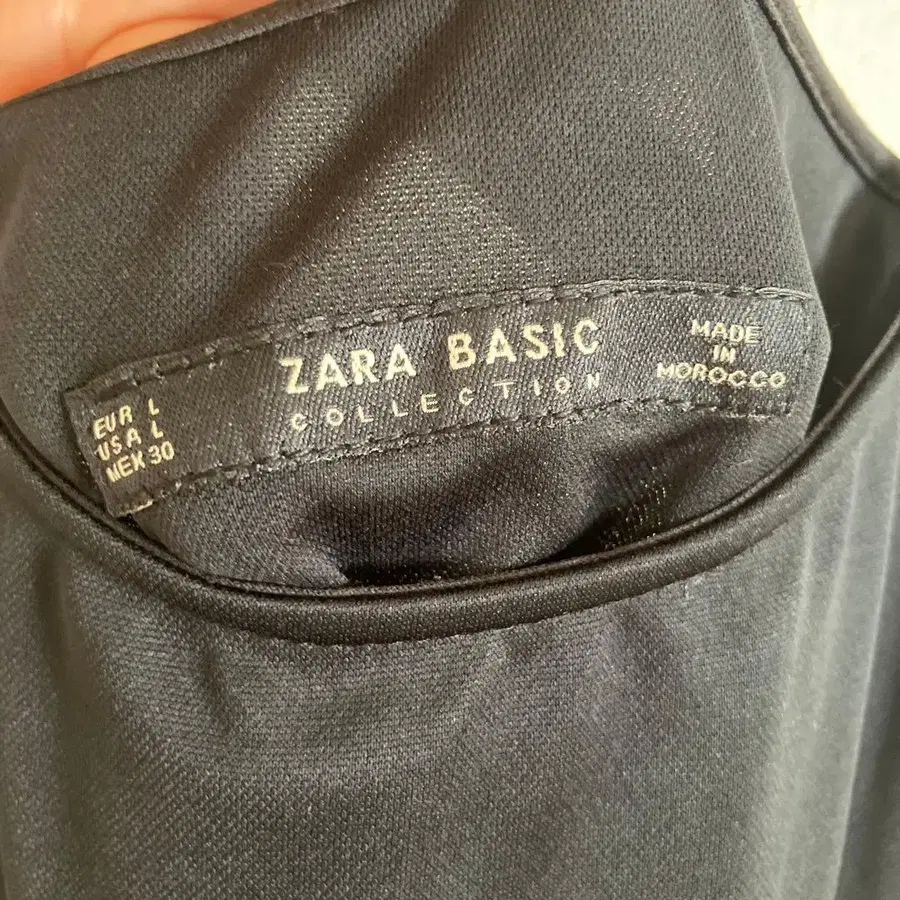 EUR L
USA L
MEX 30
ZARA BASIC
COLLECTION
MADE
IN
MOROCCO